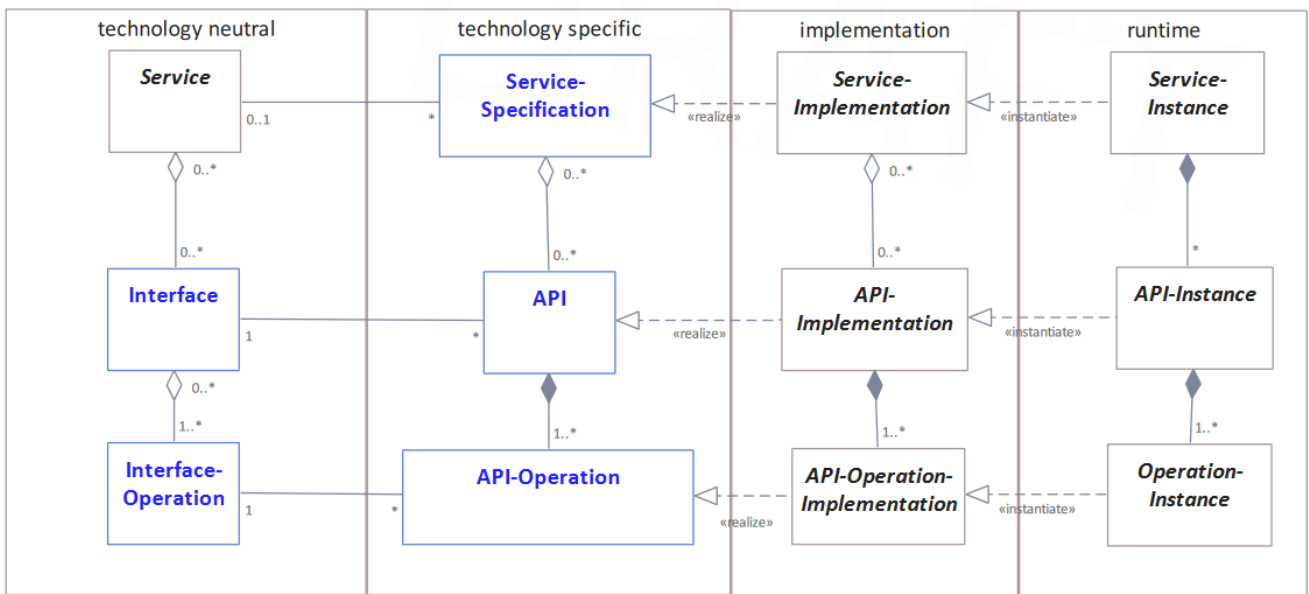 technology neutral
technology specific
implementation
runtime
Service
Service-
Specification
Service-
Implementation
Service-
Instance
0..1
*
«realize»
«instantiate»
0..*
0..*
0..*
0..*
0..*
0..*
*
Interface
API
API-
Implementation
API-Instance
1
*
«realize»
«instantiate»
0..*
1..*
1..*
1..*
1..*
Interface-
Operation
API-Operation
API-Operation-
Implementation
Operation-
Instance
1
*
«realize»
«instantiate»